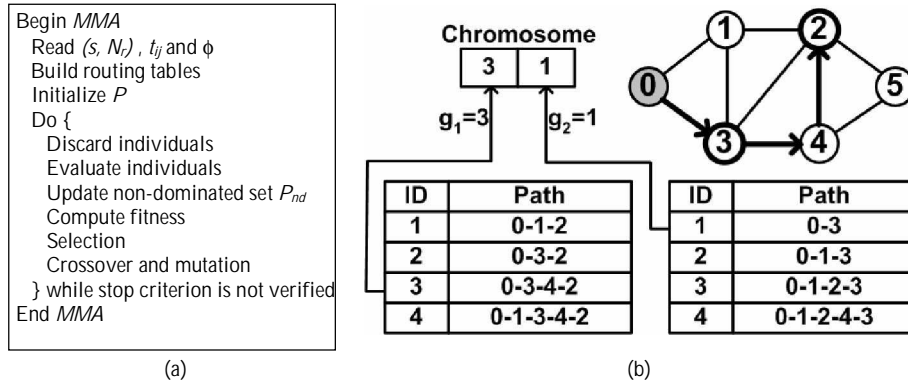 Begin MMA
Read (s, Nr) , tij and ϕ
Build routing tables
Initialize P
Do {
Discard individuals
Evaluate individuals
Update non-dominated set Pnd
Compute fitness
Selection
Crossover and mutation
} while stop criterion is not verified
End MMA
(a)
Chromosome
3 1
g1=3 g2=1
0 1 2 3 4 5
ID Path
1 0-1-2
2 0-3-2
3 0-3-4-2
4 0-1-3-4-2
ID Path
1 0-3
2 0-1-3
3 0-1-2-3
4 0-1-2-4-3
(b)